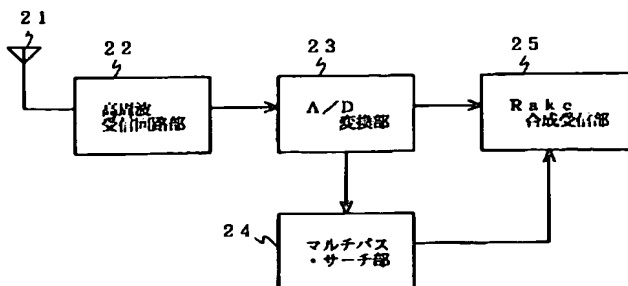 21
22
高周波
受信回路部
23
A/D
変換部
25
Rake
合成受信部
24
マルチパス
・サーチ部